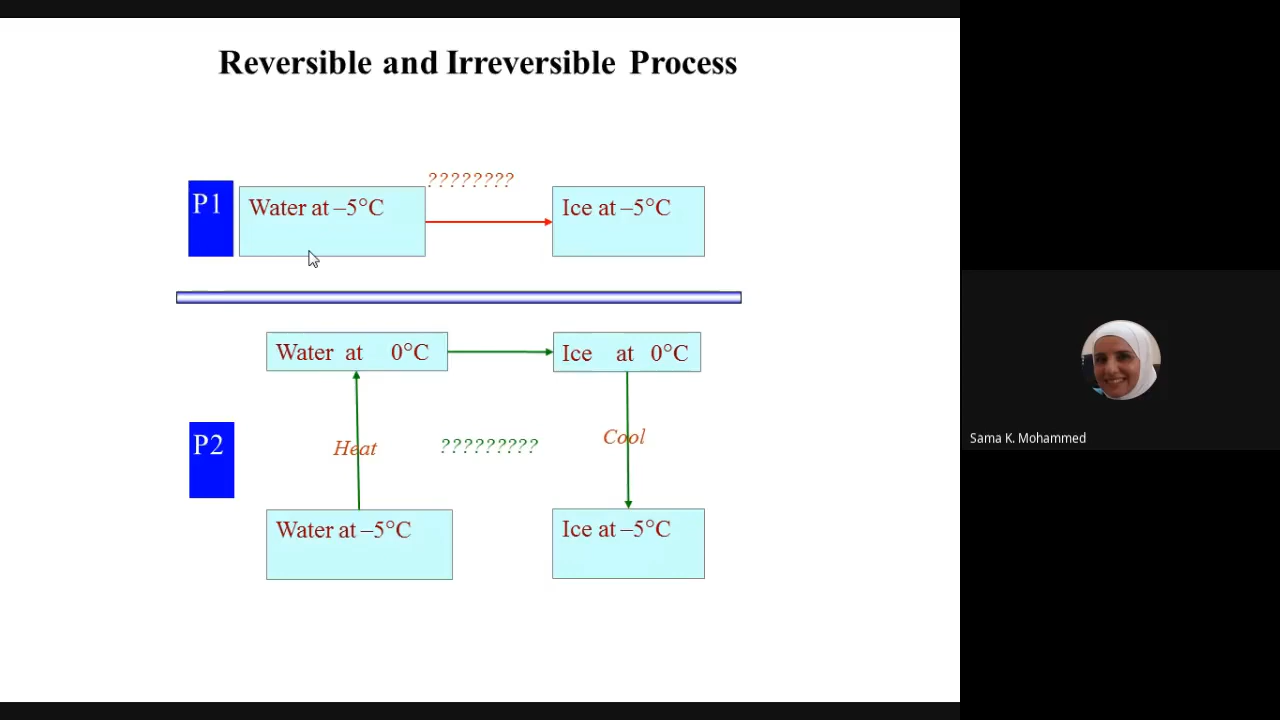 Reversible and Irreversible Process
????????
P1
Water at –5°C
Ice at –5°C
Water at 0°C
Ice at 0°C
P2
Heat
?????????
Cool
Water at –5°C
Ice at –5°C
Sama K. Mohammed